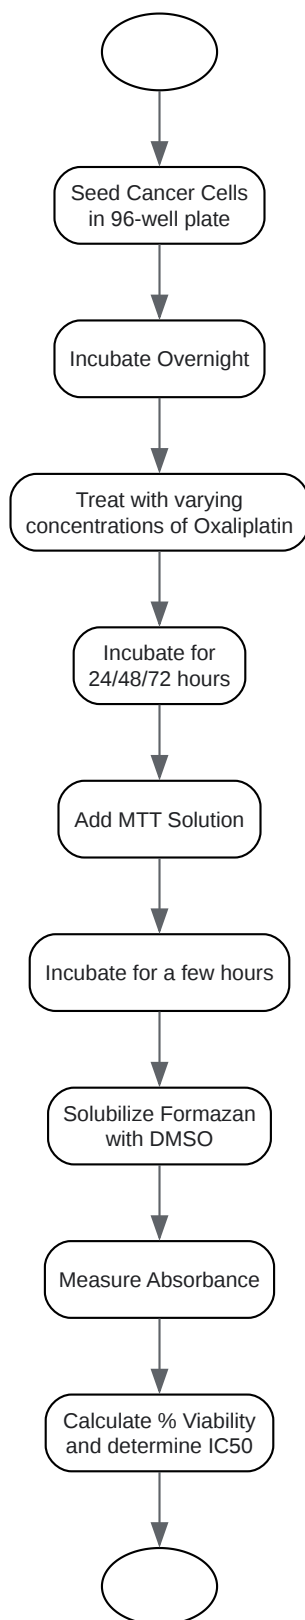 Seed Cancer Cells
in 96-well plate
Incubate Overnight
Treat with varying
concentrations of Oxaliplatin
Incubate for
24/48/72 hours
Add MTT Solution
Incubate for a few hours
Solubilize Formazan
with DMSO
Measure Absorbance
Calculate % Viability
and determine IC50